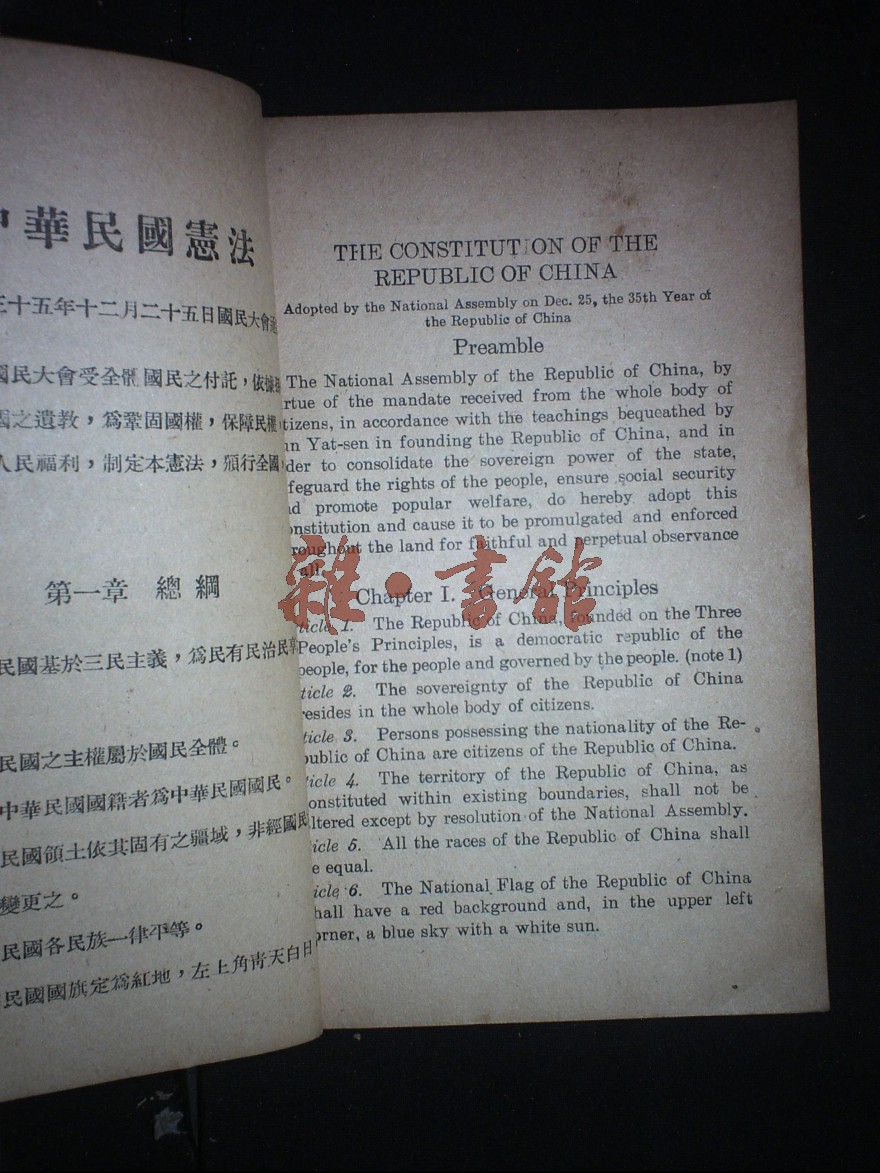 華民國憲法
三十五年十二月二十五日國民大會
國民大會受全體國民之付託，依據
國之遺教，爲鞏固國權，保障民權
人民福利，制定本憲法，頒行全國
第一章 總綱
民國基於三民主義，爲民有民治民享
民國之主權屬於國民全體。
中華民國國籍者爲中華民國國民。
民國領土依其固有之疆域，非經國民
變更之。
民國各民族一律平等。
民國國旗定爲紅地，左上角靑天白日
THE CONSTITUTION OF THE
REPUBLIC OF CHINA
Adopted by the National Assembly on Dec. 25, the 35th Year of
the Republic of China
Preamble
The National Assembly of the Republic of China, by
rtue of the mandate received from the whole body of
tizens, in accordance with the teachings bequeathed by
un Yat-sen in founding the Republic of China, and in
der to consolidate the sovereign power of the state,
feguard the rights of the people, ensure social security
nd promote popular welfare, do hereby adopt this
onstitution and cause it to be promulgated and enforced
roughout the land for faithful and perpetual observance
all.
雜·書館
Chapter I. General Principles
ticle 1. The Republic of China, founded on the Three
People's Principles, is a democratic republic of the
people, for the people and governed by the people. (note 1)
ticle 2. The sovereignty of the Republic of China
resides in the whole body of citizens.
ticle 3. Persons possessing the nationality of the Re-
public of China are citizens of the Republic of China.
ticle 4. The territory of the Republic of China, as
onstituted within existing boundaries, shall not be
ltered except by resolution of the National Assembly.
icle 5. All the races of the Republic of China shall
e equal.
icle 6. The National Flag of the Republic of China
hall have a red background and, in the upper left
orner, a blue sky with a white sun.